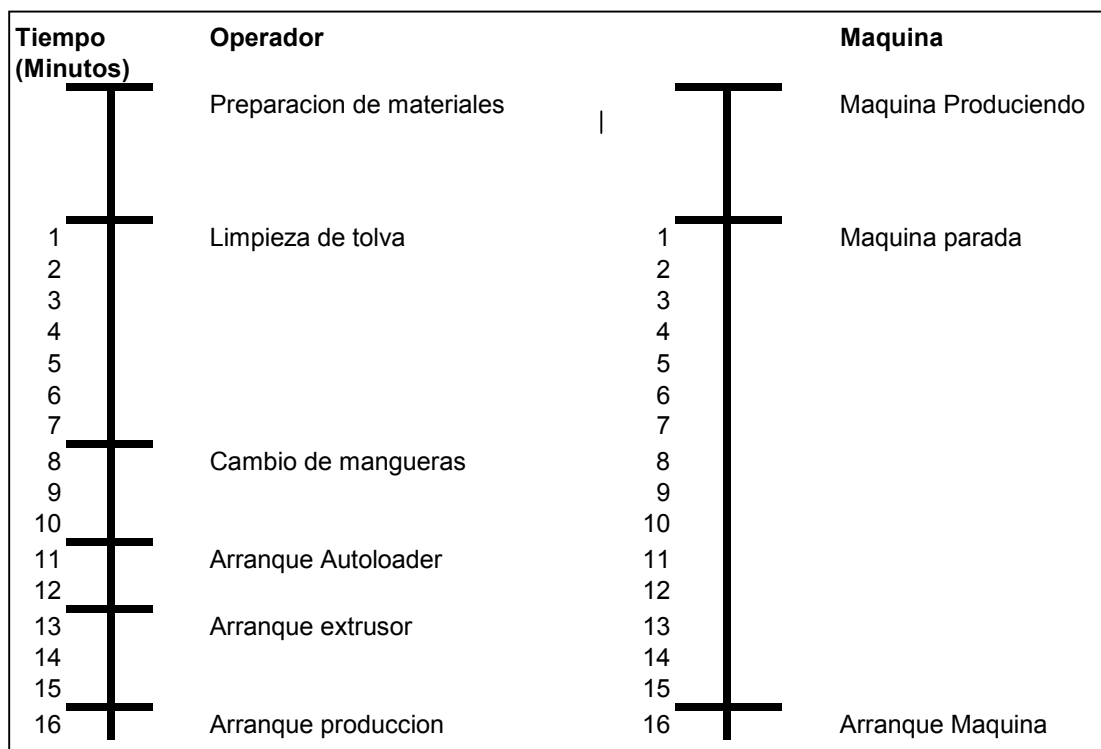 Tiempo (Minutos) Operador Maquina
Preparacion de materiales | Maquina Produciendo
1 Limpieza de tolva 1 Maquina parada
2 2
3 3
4 4
5 5
6 6
7 7
8 Cambio de mangueras 8
9 9
10 10
11 Arranque Autoloader 11
12 12
13 Arranque extrusor 13
14 14
15 15
16 Arranque produccion 16 Arranque Maquina